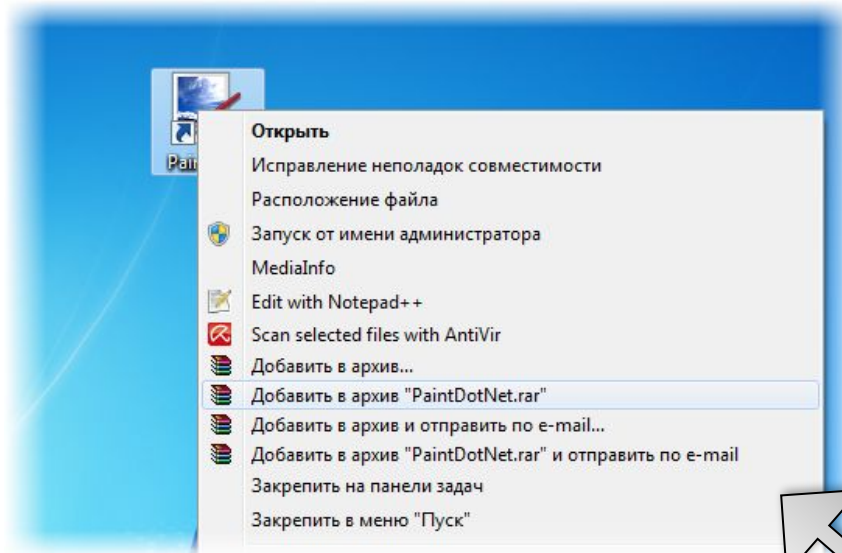 Открыть
Исправление неполадок совместимости
Расположение файла
Запуск от имени администратора
MediaInfo
Edit with Notepad++
Scan selected files with AntiVir
Добавить в архив...
Добавить в архив "PaintDotNet.rar"
Добавить в архив и отправить по e-mail...
Добавить в архив "PaintDotNet.rar" и отправить по e-mail
Закрепить на панели задач
Закрепить в меню "Пуск"